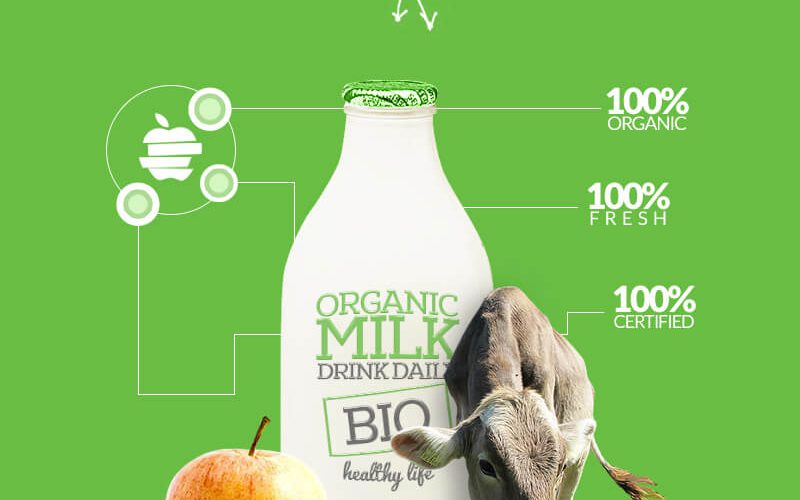 100%
ORGANIC
100%
FRESH
100%
CERTIFIED
ORGANIC
MILK
DRINK DAIL
BIO
healthy life